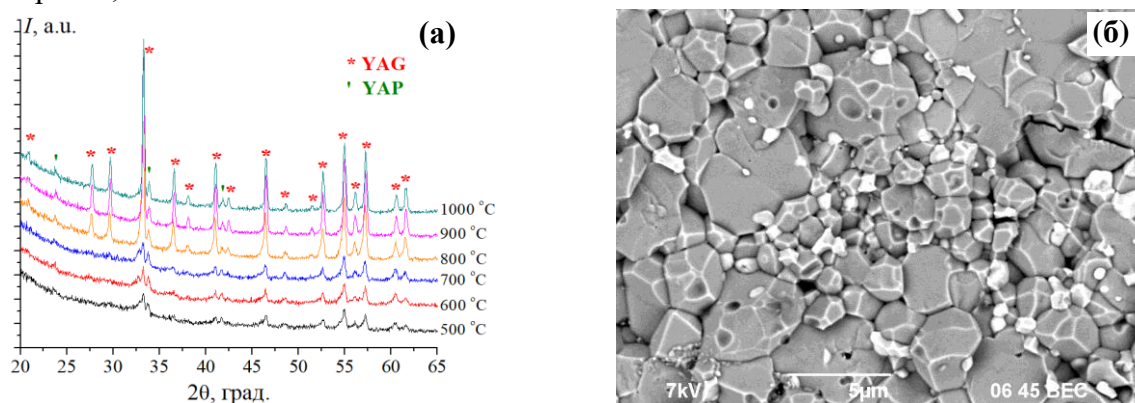 I, a.u.
(а)
* YAG
' YAP
1000 °C
900 °C
800 °C
700 °C
600 °C
500 °C
20 25 30 35 40 45 50 55 60 65
2θ, град.
(б)
7kV 5µm 06 45 BEC